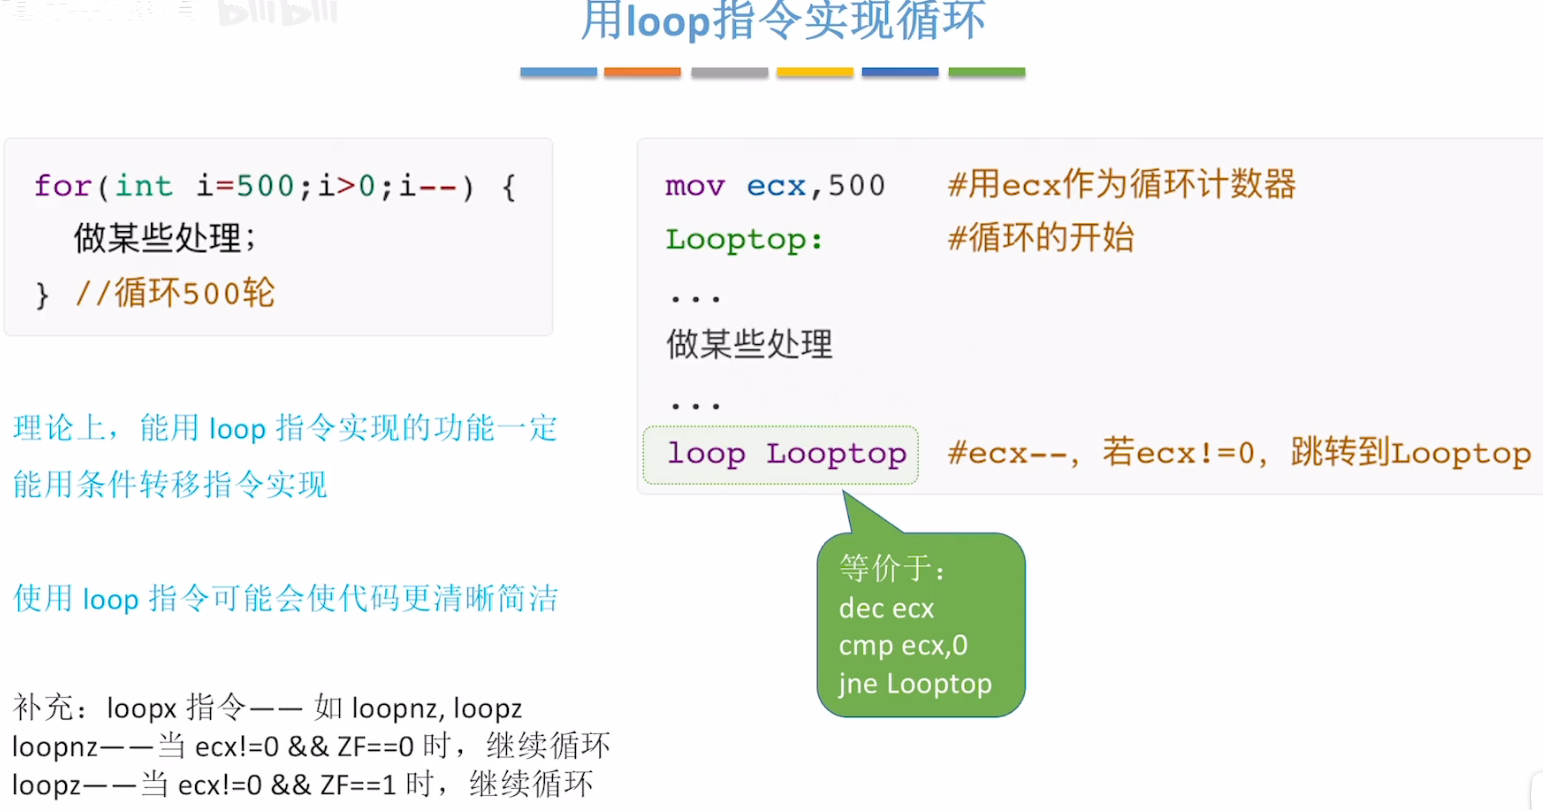 bilibili
用loop指令实现循环
for(int i=500;i>0;i--) {
做某些处理;
} //循环500轮
mov ecx,500 #用ecx作为循环计数器
Looptop: #循环的开始
...
做某些处理
...
loop Looptop #ecx--，若ecx!=0，跳转到Looptop
等价于：
dec ecx
cmp ecx,0
jne Looptop
理论上，能用 loop 指令实现的功能一定
能用条件转移指令实现
使用 loop 指令可能会使代码更清晰简洁
补充：loopx 指令—— 如 loopnz, loopz
loopnz——当 ecx!=0 && ZF==0 时，继续循环
loopz——当 ecx!=0 && ZF==1 时，继续循环